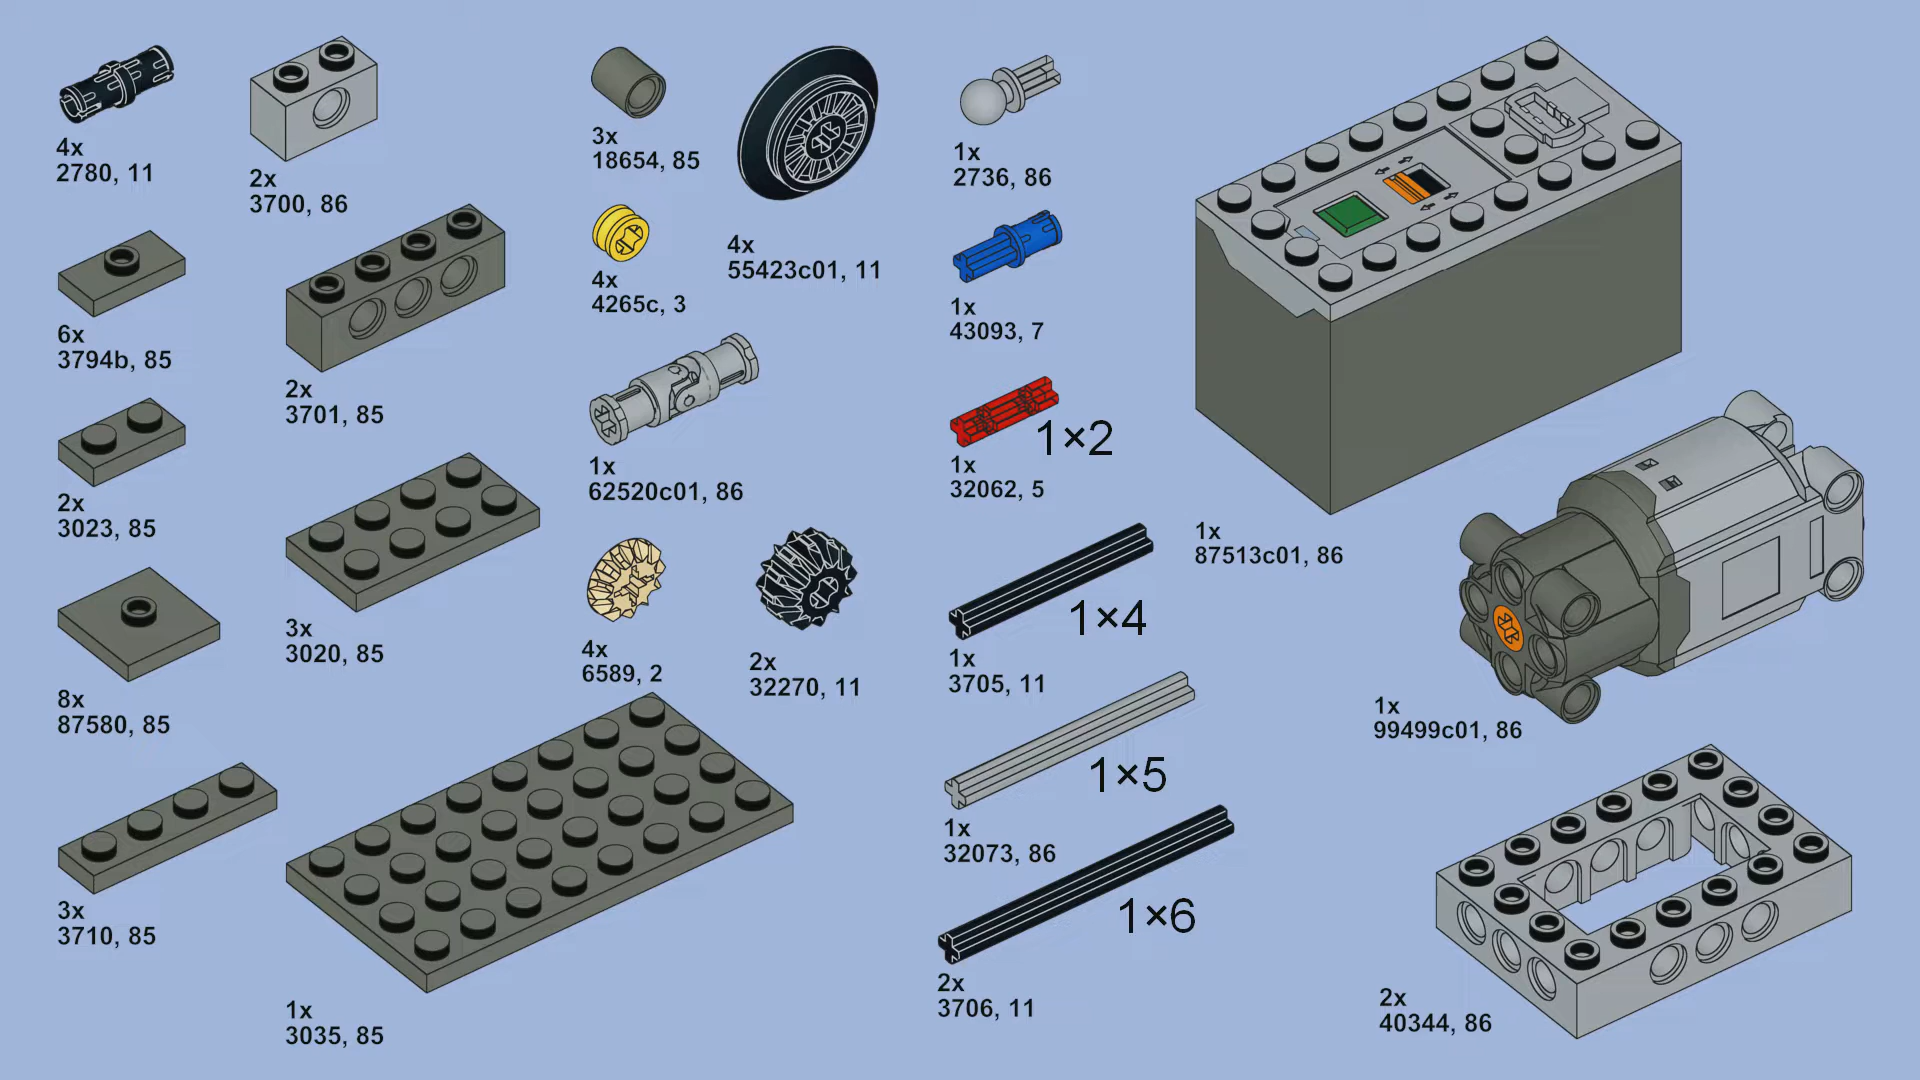 4x
2780, 11
2x
3700, 86
3x
18654, 85
4x
55423c01, 11
1x
2736, 86
6x
3794b, 85
2x
3701, 85
4x
4265c, 3
1x
43093, 7
2x
3023, 85
3x
3020, 85
1x
62520c01, 86
1×2
1x
32062, 5
1x
87513c01, 86
8x
87580, 85
4x
6589, 2
2x
32270, 11
1×4
1x
3705, 11
1x
99499c01, 86
3x
3710, 85
1x
3035, 85
1×5
1x
32073, 86
1×6
2x
3706, 11
2x
40344, 86